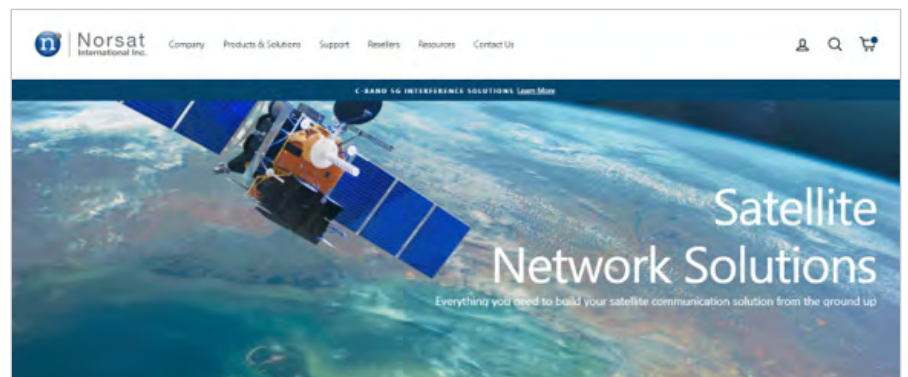 n Norsat
International Inc.
Company Products & Solutions Support Resellers Resources Contact Us
C-BAND 5G INTERFERENCE SOLUTIONS Learn More
Satellite
Network Solutions
Everything you need to build your satellite communication solution from the ground up